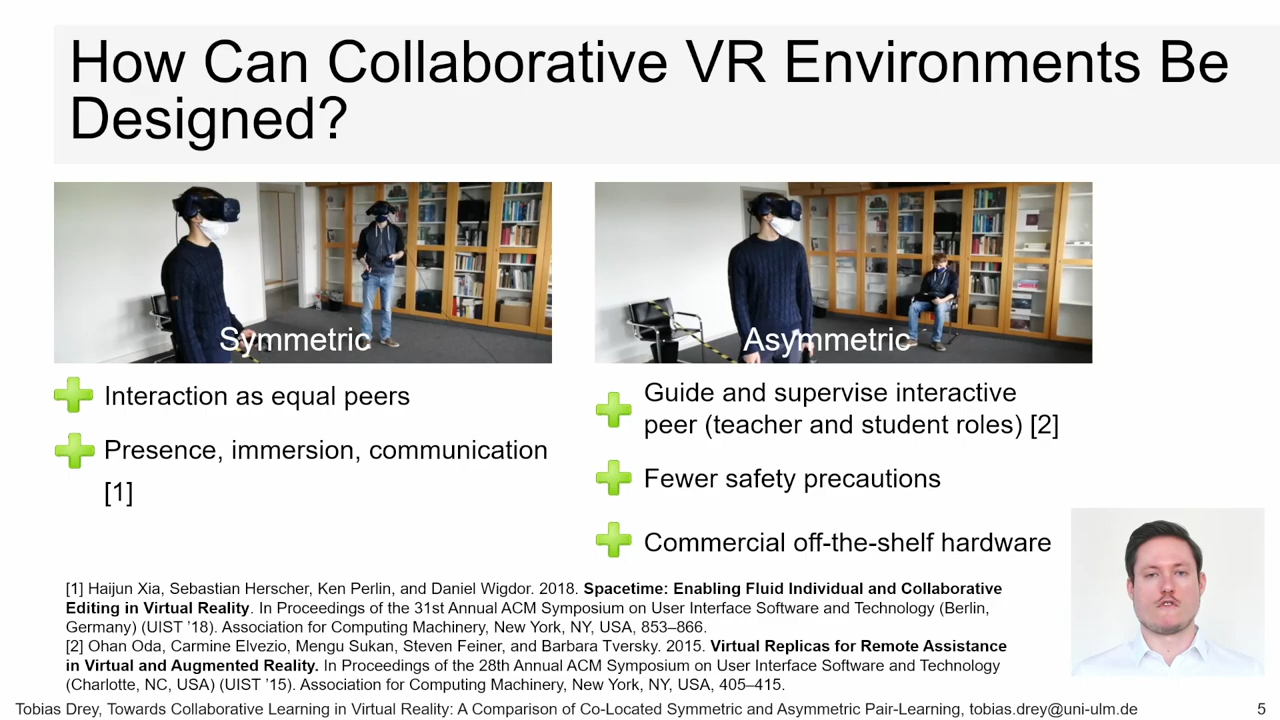 How Can Collaborative VR Environments Be
Designed?
Symmetric
Interaction as equal peers
Presence, immersion, communication
[1]
Asymmetric
Guide and supervise interactive
peer (teacher and student roles) [2]
Fewer safety precautions
Commercial off-the-shelf hardware
[1] Haijun Xia, Sebastian Herscher, Ken Perlin, and Daniel Wigdor. 2018. Spacetime: Enabling Fluid Individual and Collaborative
Editing in Virtual Reality. In Proceedings of the 31st Annual ACM Symposium on User Interface Software and Technology (Berlin,
Germany) (UIST ’18). Association for Computing Machinery, New York, NY, USA, 853–866.
[2] Ohan Oda, Carmine Elvezio, Mengu Sukan, Steven Feiner, and Barbara Tversky. 2015. Virtual Replicas for Remote Assistance
in Virtual and Augmented Reality. In Proceedings of the 28th Annual ACM Symposium on User Interface Software and Technology
(Charlotte, NC, USA) (UIST ’15). Association for Computing Machinery, New York, NY, USA, 405–415.
Tobias Drey, Towards Collaborative Learning in Virtual Reality: A Comparison of Co-Located Symmetric and Asymmetric Pair-Learning, tobias.drey@uni-ulm.de
5